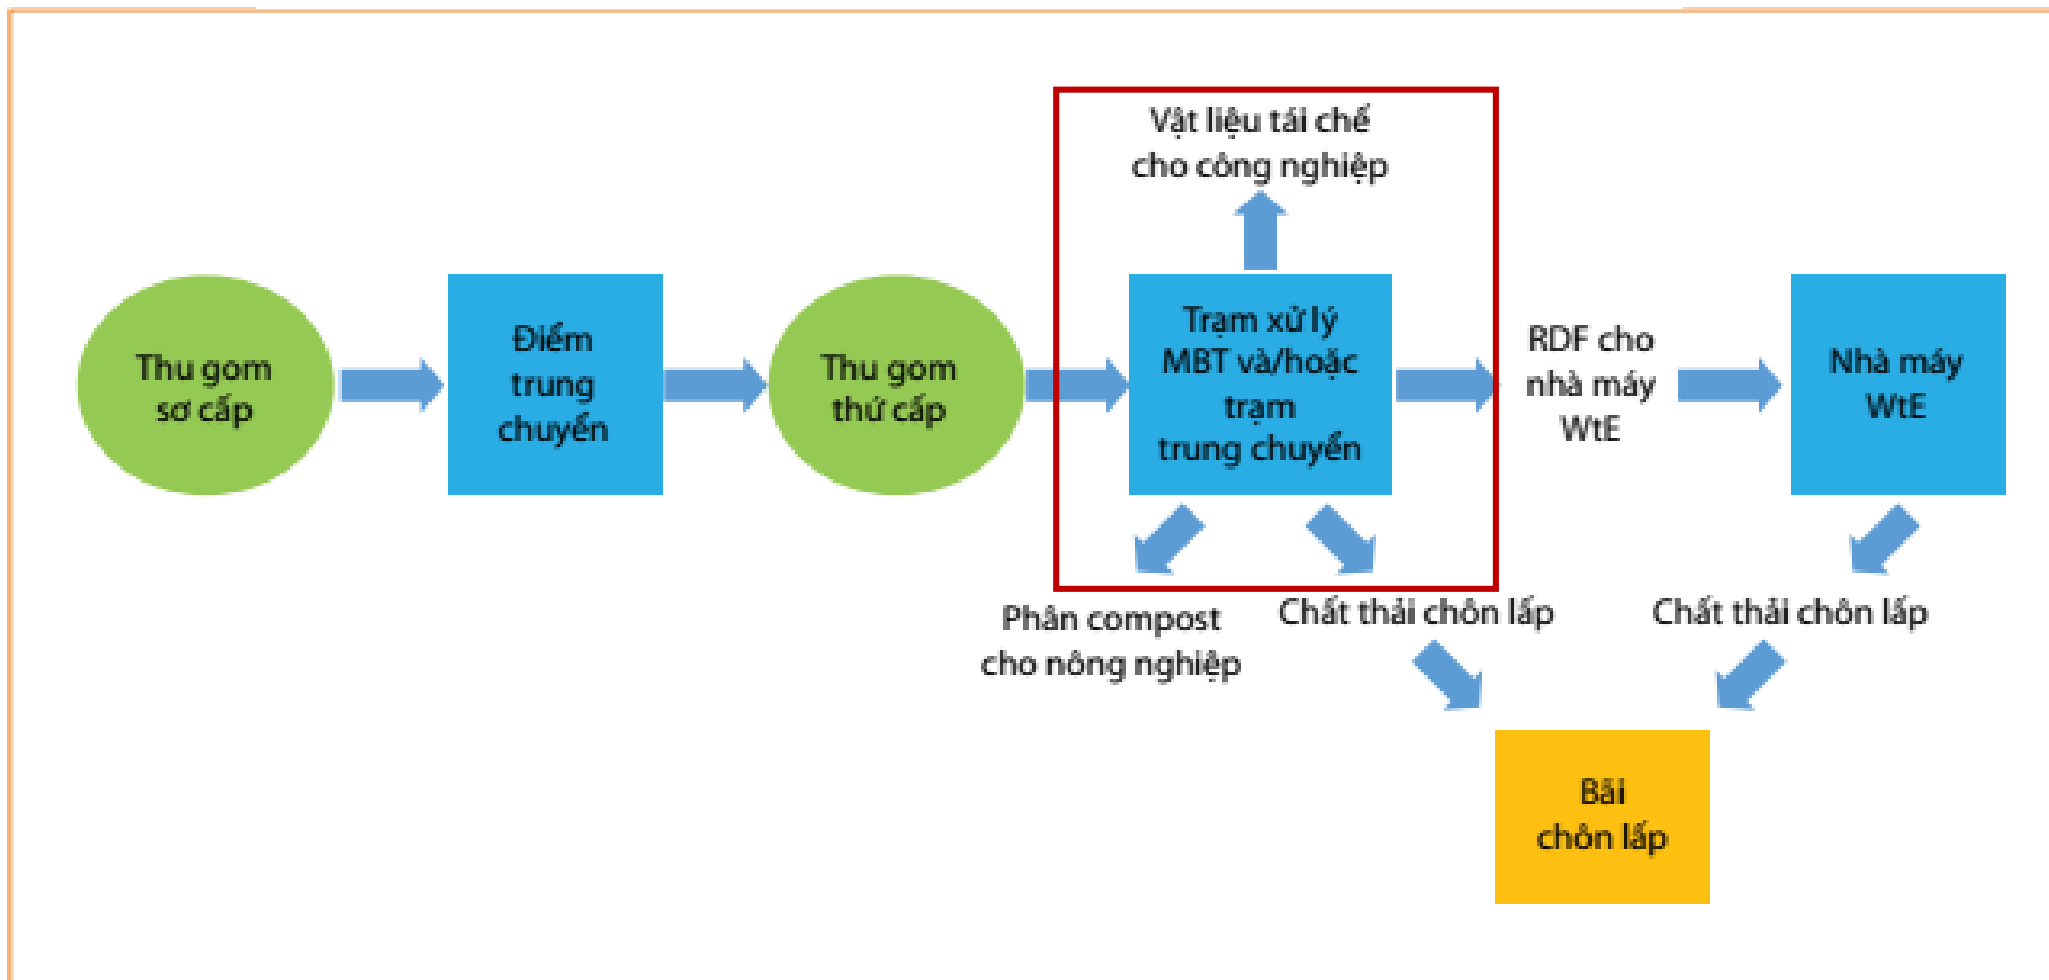 Vật liệu tái chế
cho công nghiệp
Thu gom
sơ cấp
Điểm
trung
chuyển
Thu gom
thứ cấp
Trạm xử lý
MBT và/hoặc
trạm
trung chuyển
RDF cho
nhà máy
WtE
Nhà máy
WtE
Phân compost
cho nông nghiệp
Chất thải chôn lấp
Chất thải chôn lấp
Bãi
chôn lấp